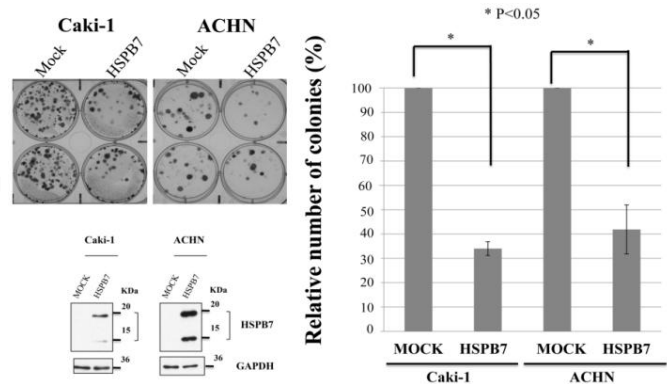 Caki-1
ACHN
Mock
HSPB7
Mock
HSPB7
Caki-1
ACHN
MOCK
HSPB7
KDa
MOCK
HSPB7
KDa
20
15
36
20
15
36
HSPB7
GAPDH
* P<0.05
*
*
Relative number of colonies (%)
100
90
80
70
60
50
40
30
20
10
0
MOCK HSPB7 MOCK HSPB7
Caki-1 ACHN